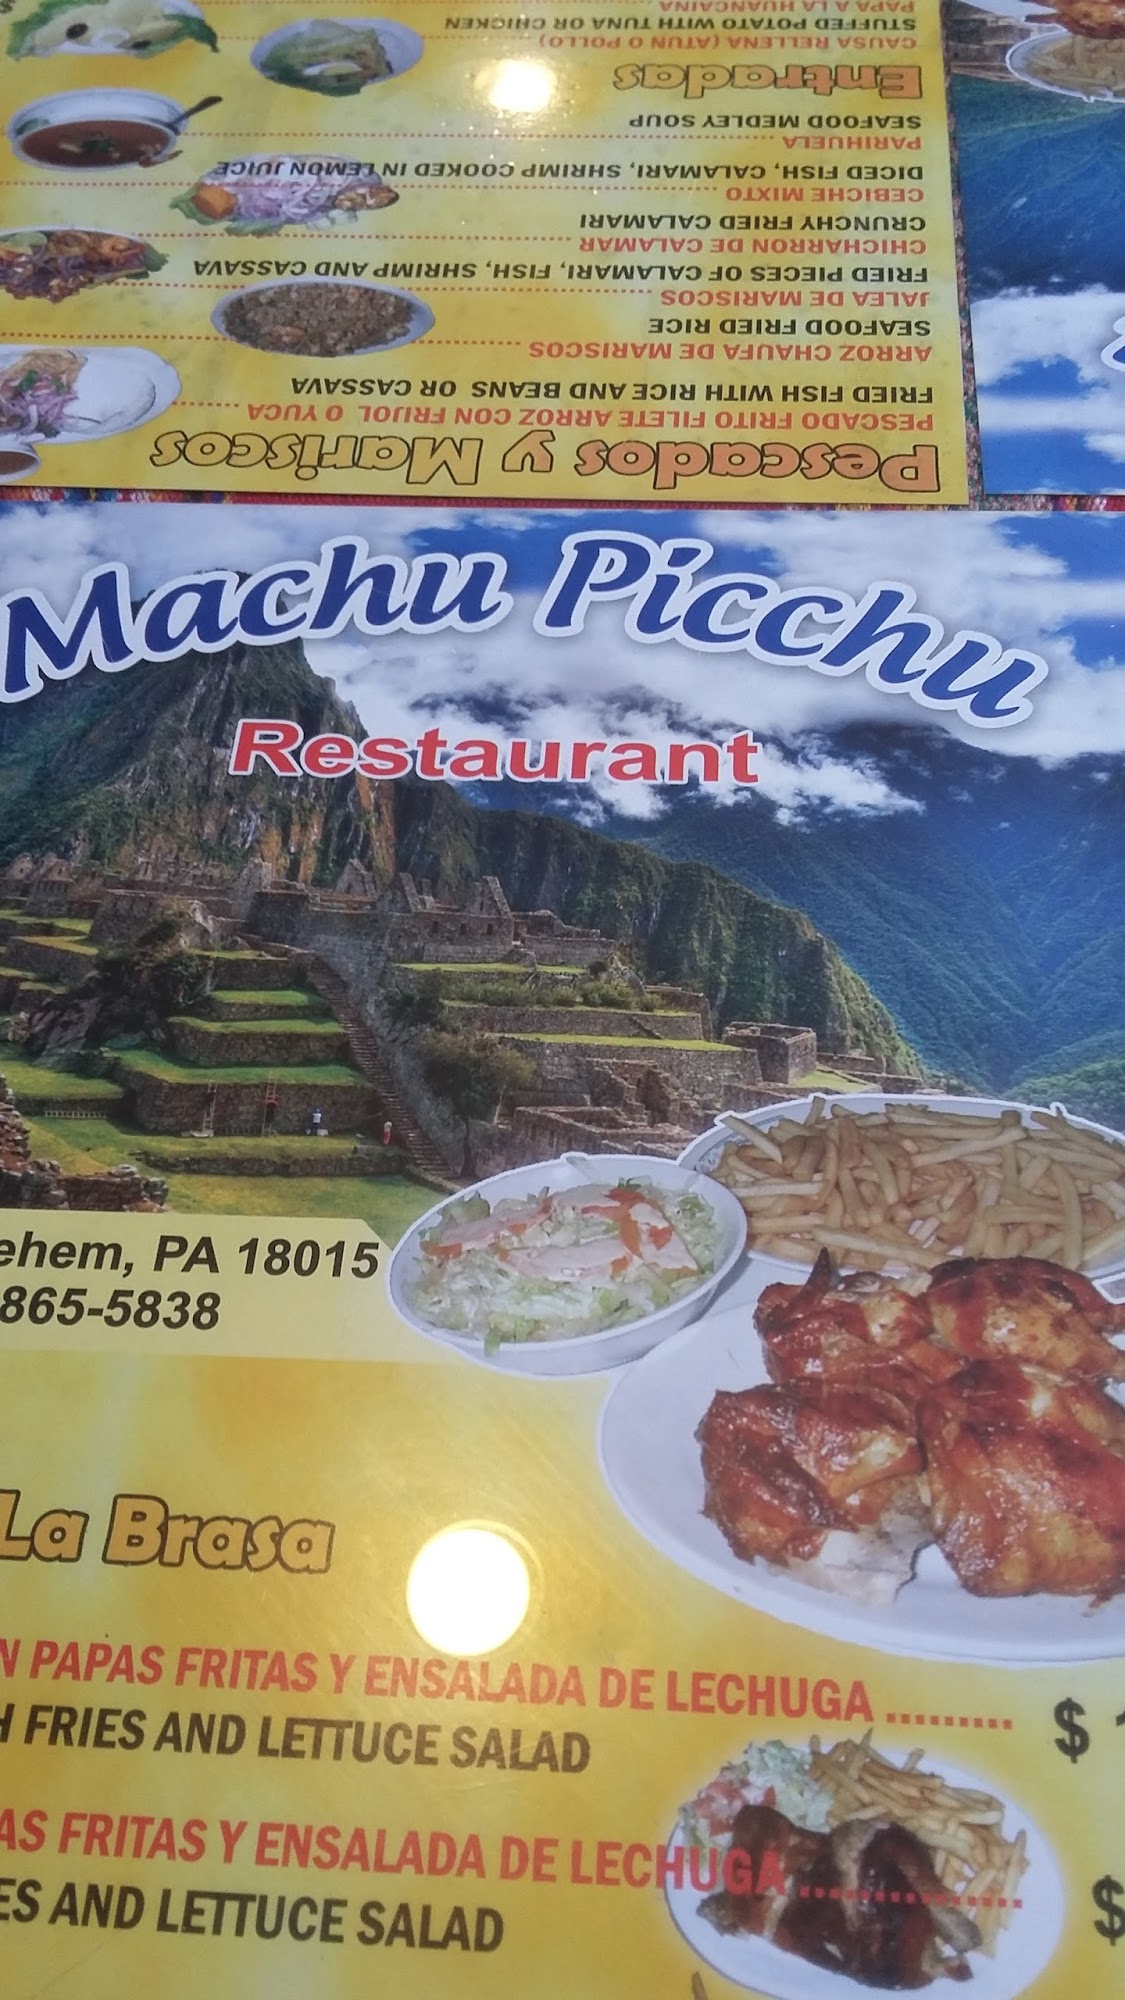 Machu Picchu
Restaurant
ehem, PA 18015
865-5838
La Brasa
N PAPAS FRITAS Y ENSALADA DE LECHUGA ......... $ 1
H FRIES AND LETTUCE SALAD
AS FRITAS Y ENSALADA DE LECHUGA .............. $
ES AND LETTUCE SALAD
Pescados y Mariscos
PESCADO FRITO FILETE ARROZ CON FRIJOL O YUCA
FRIED FISH WITH RICE AND BEANS OR CASSAVA
ARROZ CHAUFA DE MARISCOS
SEAFOOD FRIED RICE
JALEA DE MARISCOS
FRIED PIECES OF CALAMARI, FISH, SHRIMP AND CASSAVA
CHICHARRON DE CALAMAR
CRUNCHY FRIED CALAMARI
CEBICHE MIXTO
DICED FISH, CALAMARI, SHRIMP COOKED IN LEMON JUICE
PARIHUELA
SEAFOOD MEDLEY SOUP
Entradas
CAUSA RELLENA (ATUN O POLLO)
STUFFED POTATO WITH TUNA OR CHICKEN
PAPA A LA HUANCAINA